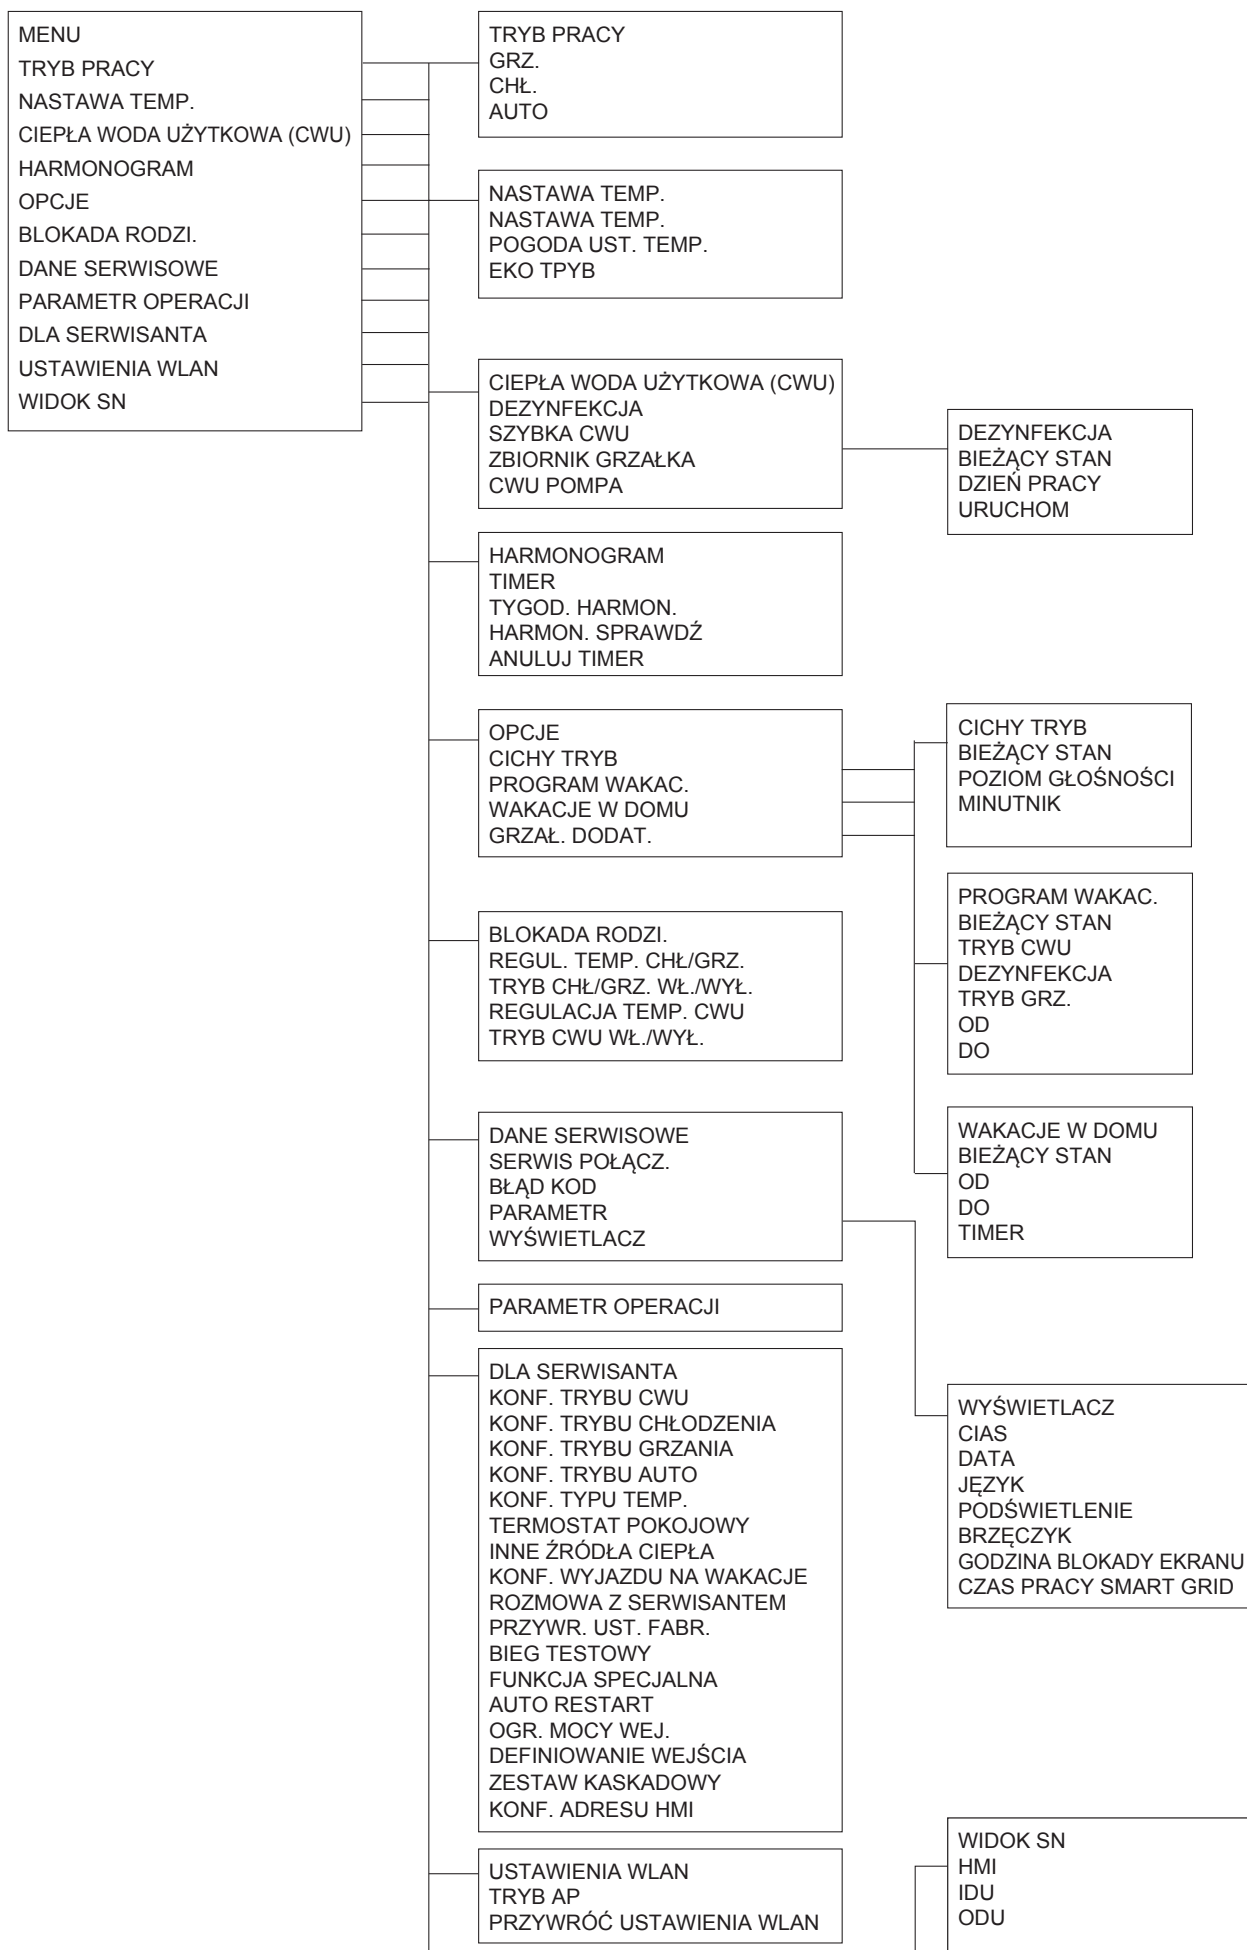 MENU
TRYB PRACY
NASTAWA TEMP.
CIEPŁA WODA UŻYTKOWA (CWU)
HARMONOGRAM
OPCJE
BLOKADA RODZI.
DANE SERWISOWE
PARAMETR OPERACJI
DLA SERWISANTA
USTAWIENIA WLAN
WIDOK SN
TRYB PRACY
GRZ.
CHŁ.
AUTO
NASTAWA TEMP.
NASTAWA TEMP.
POGODA UST. TEMP.
EKO TPYB
CIEPŁA WODA UŻYTKOWA (CWU)
DEZYNFEKCJA
SZYBKA CWU
ZBIORNIK GRZAŁKA
CWU POMPA
DEZYNFEKCJA
BIEŻĄCY STAN
DZIEŃ PRACY
URUCHOM
HARMONOGRAM
TIMER
TYGOD. HARMON.
HARMON. SPRAWDŹ
ANULUJ TIMER
OPCJE
CICHY TRYB
PROGRAM WAKAC.
WAKACJE W DOMU
GRZAŁ. DODAT.
CICHY TRYB
BIEŻĄCY STAN
POZIOM GŁOŚNOŚCI
MINUTNIK
PROGRAM WAKAC.
BIEŻĄCY STAN
TRYB CWU
DEZYNFEKCJA
TRYB GRZ.
OD
DO
WAKACJE W DOMU
BIEŻĄCY STAN
OD
DO
TIMER
BLOKADA RODZI.
REGUL. TEMP. CHŁ/GRZ.
TRYB CHŁ/GRZ. WŁ./WYŁ.
REGULACJA TEMP. CWU
TRYB CWU WŁ./WYŁ.
DANE SERWISOWE
SERWIS POŁĄCZ.
BŁĄD KOD
PARAMETR
WYŚWIETLACZ
WYŚWIETLACZ
CIAS
DATA
JĘZYK
PODŚWIETLENIE
BRZĘCZYK
GODZINA BLOKADY EKRANU
CZAS PRACY SMART GRID
PARAMETR OPERACJI
DLA SERWISANTA
KONF. TRYBU CWU
KONF. TRYBU CHŁODZENIA
KONF. TRYBU GRZANIA
KONF. TRYBU AUTO
KONF. TYPU TEMP.
TERMOSTAT POKOJOWY
INNE ŹRÓDŁA CIEPŁA
KONF. WYJAZDU NA WAKACJE
ROZMOWA Z SERWISANTEM
PRZYWR. UST. FABR.
BIEG TESTOWY
FUNKCJA SPECJALNA
AUTO RESTART
OGR. MOCY WEJ.
DEFINIOWANIE WEJŚCIA
ZESTAW KASKADOWY
KONF. ADRESU HMI
USTAWIENIA WLAN
TRYB AP
PRZYWRÓĆ USTAWIENIA WLAN
WIDOK SN
HMI
IDU
ODU